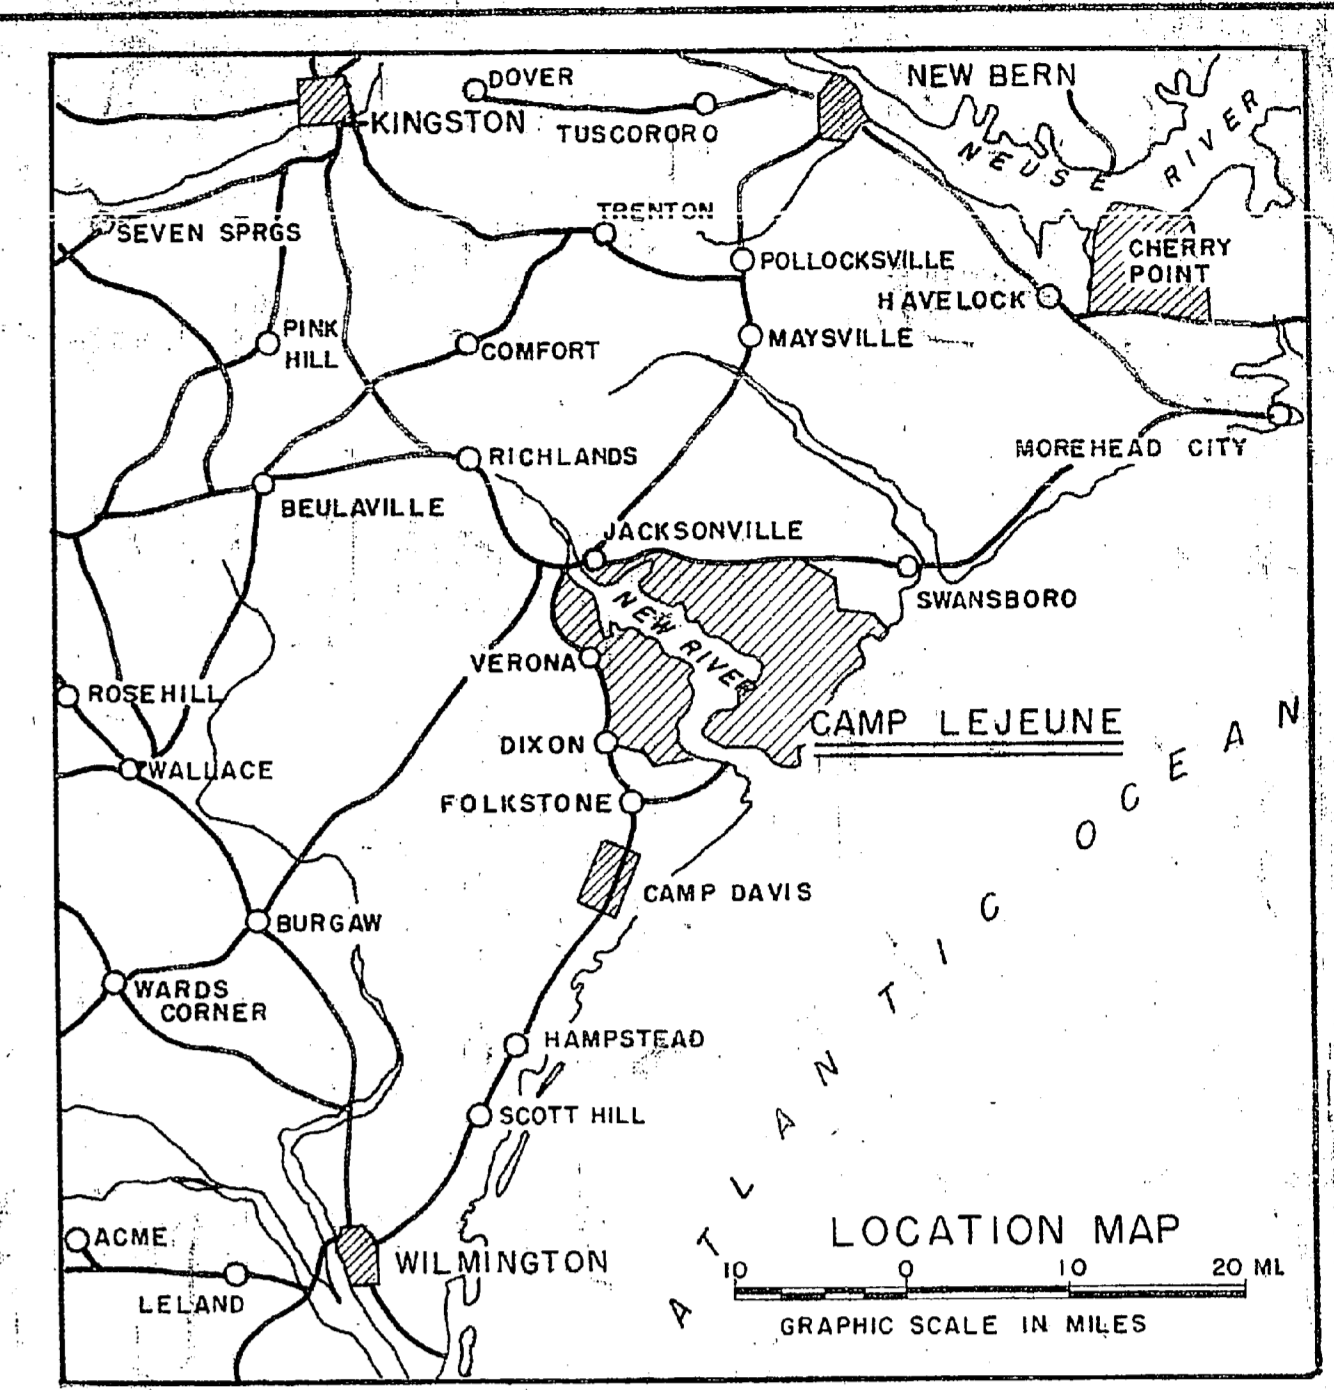 DOVER
NEW BERN
KINGSTON
TUSCORORO
NEUSE RIVER
TRENTON
SEVEN SPRGS
POLLOCKSVILLE
CHERRY
POINT
HAVELOCK
PINK
HILL
COMFORT
MAYSVILLE
MOREHEAD CITY
RICHLANDS
BEULAVILLE
JACKSONVILLE
SWANSBORO
NEW RIVER
VERONA
ROSEHILL
CAMP LEJEUNE
DIXON
WALLACE
FOLKSTONE
CAMP DAVIS
BURGAW
ATLANTIC OCEAN
WARDS
CORNER
HAMPSTEAD
SCOTT HILL
ACME
WILMINGTON
LELAND
LOCATION MAP
10 0 10 20 MI.
GRAPHIC SCALE IN MILES